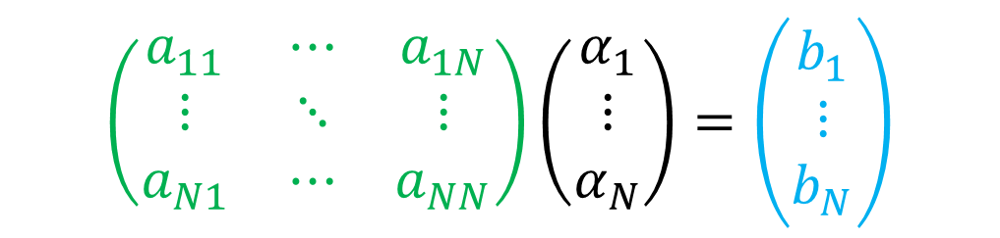 a₁₁ ⋯ a₁N α₁ b₁
⋮ ⋱ ⋮ ⋮ = ⋮
aN₁ ⋯ aNN αN bN